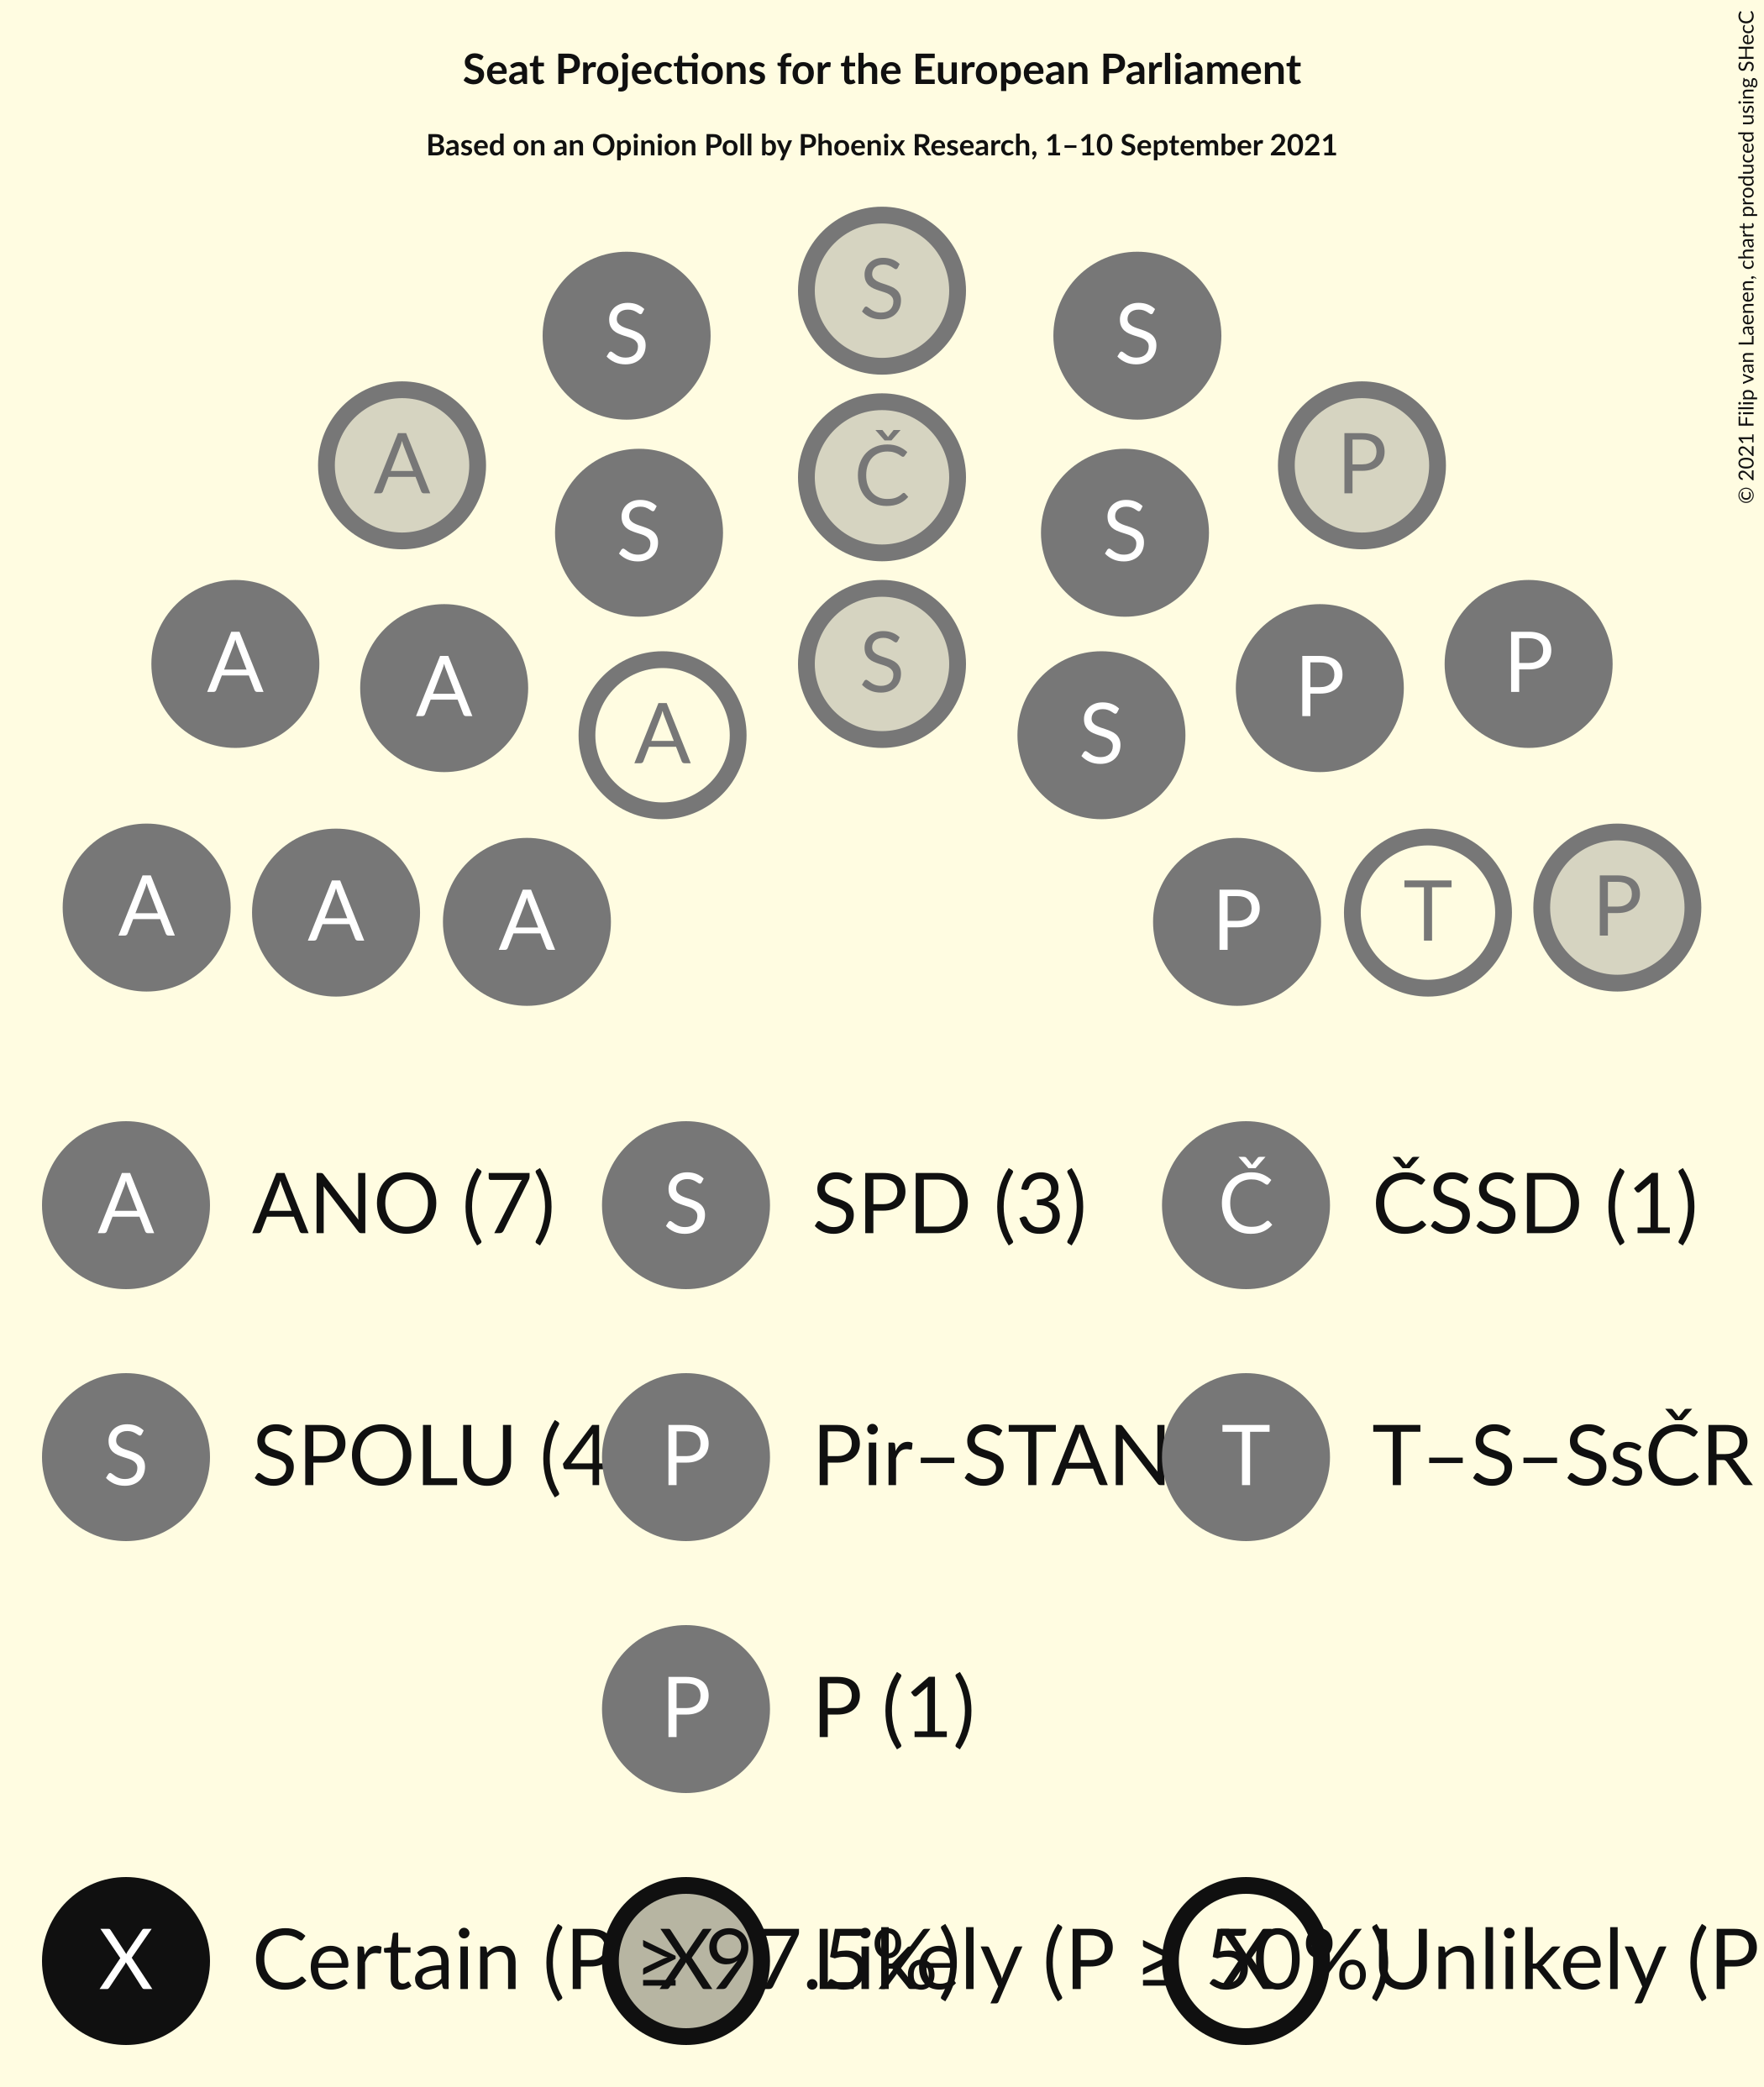 Seat Projections for the European Parliament
Based on an Opinion Poll by Phoenix Research, 1–10 September 2021
© 2021 Filip van Laenen, chart produced using SHecC
S
S S
A Č P
S S
A S P
A A P
A S
A A A P T P
A ANO (7) S SPD (3) Č ČSSD (1)
S SPOLU (4 P Pir–STAN T T–S–SsČR
P P (1)
X Certain (P ≥ 97.5%) X Likely (P ≥ 50%) X Unlikely (P